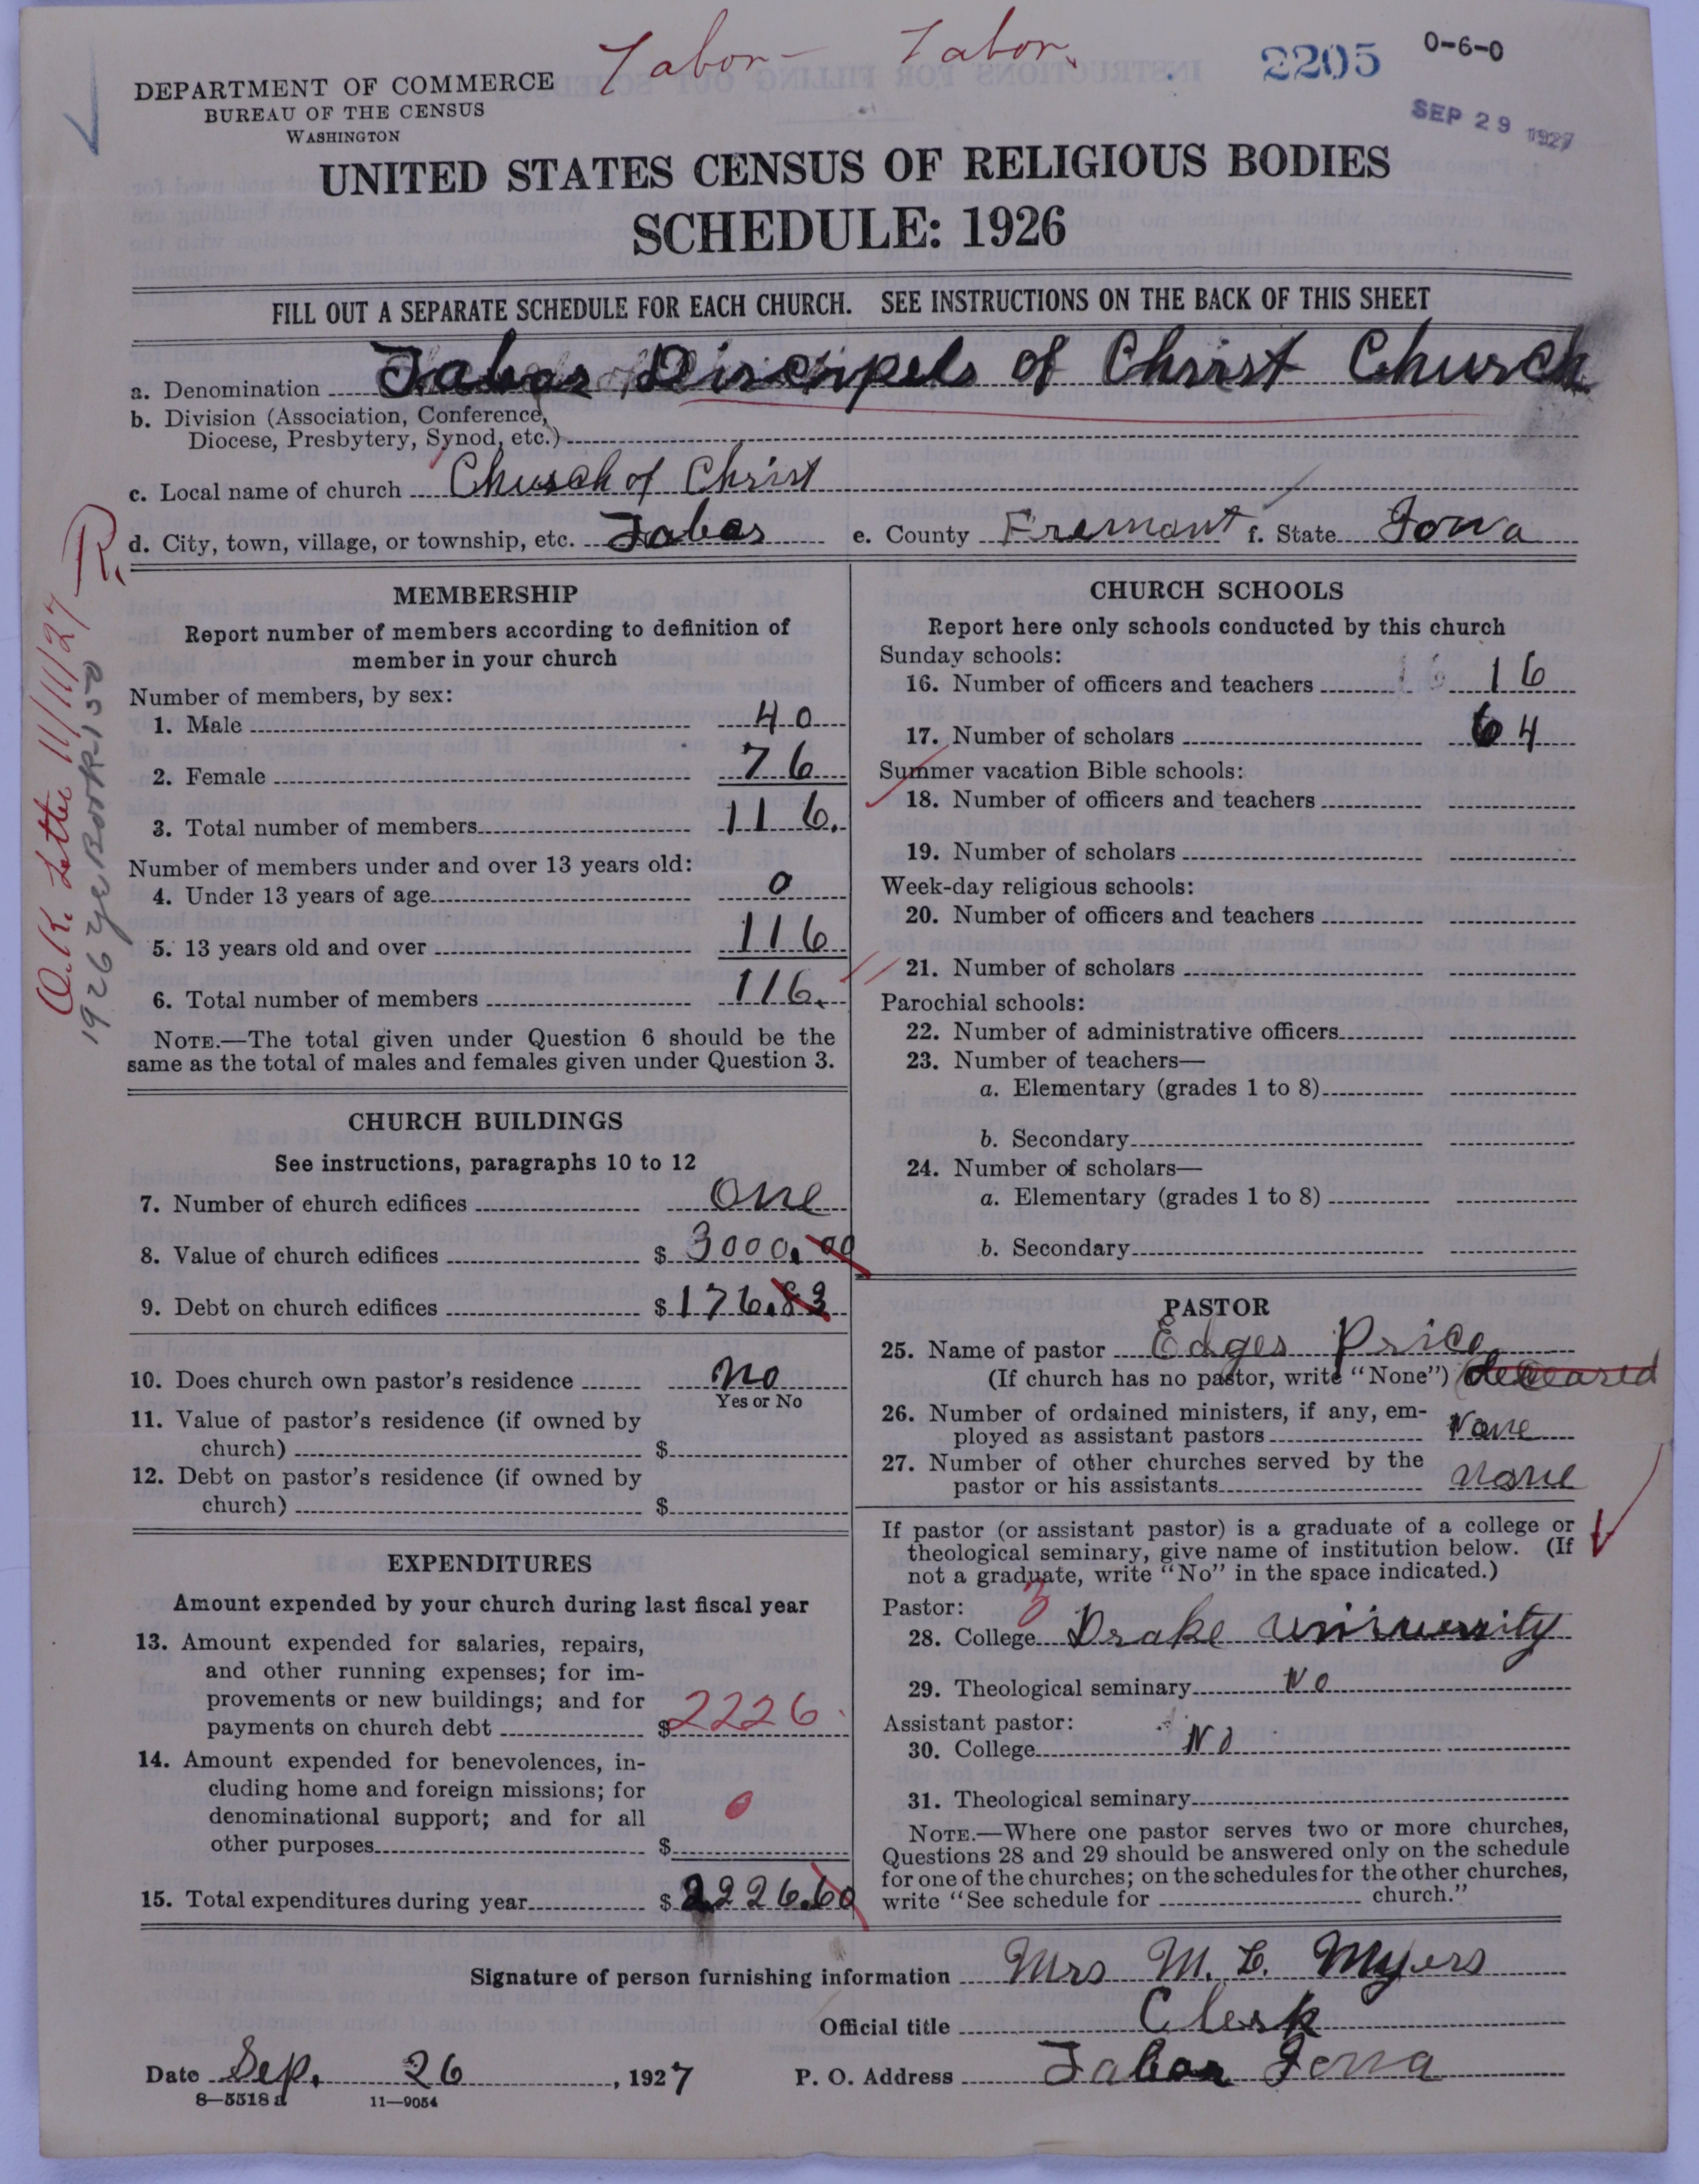 Tabor - Tabor.
2205
0-6-0
SEP 29 1927
DEPARTMENT OF COMMERCE
BUREAU OF THE CENSUS
WASHINGTON
UNITED STATES CENSUS OF RELIGIOUS BODIES
SCHEDULE: 1926
FILL OUT A SEPARATE SCHEDULE FOR EACH CHURCH. SEE INSTRUCTIONS ON THE BACK OF THIS SHEET
a. Denomination Tabor Discipels of Christ Church
b. Division (Association, Conference,
Diocese, Presbytery, Synod, etc.)
c. Local name of church Church of Christ
d. City, town, village, or township, etc. Tabor e. County Fremont f. State Iowa
R.
O.K. Letter 11/11/27
1926 Ye Book-150
MEMBERSHIP
Report number of members according to definition of
member in your church
Number of members, by sex:
1. Male 40
2. Female 76
3. Total number of members 116.
Number of members under and over 13 years old:
4. Under 13 years of age 0
5. 13 years old and over 116
6. Total number of members 116.
NOTE.—The total given under Question 6 should be the
same as the total of males and females given under Question 3.
CHURCH BUILDINGS
See instructions, paragraphs 10 to 12
7. Number of church edifices One
8. Value of church edifices $ 3000.00
9. Debt on church edifices $ 176.83
10. Does church own pastor's residence No
Yes or No
11. Value of pastor's residence (if owned by
church) $
12. Debt on pastor's residence (if owned by
church) $
EXPENDITURES
Amount expended by your church during last fiscal year
13. Amount expended for salaries, repairs,
and other running expenses; for im-
provements or new buildings; and for
payments on church debt $ 2226
14. Amount expended for benevolences, in-
cluding home and foreign missions; for
denominational support; and for all
other purposes $ 0
15. Total expenditures during year $ 2226.60
CHURCH SCHOOLS
Report here only schools conducted by this church
Sunday schools:
16. Number of officers and teachers 16
17. Number of scholars 64
Summer vacation Bible schools:
18. Number of officers and teachers
19. Number of scholars
Week-day religious schools:
20. Number of officers and teachers
21. Number of scholars
Parochial schools:
22. Number of administrative officers
23. Number of teachers—
a. Elementary (grades 1 to 8)
b. Secondary
24. Number of scholars—
a. Elementary (grades 1 to 8)
b. Secondary
PASTOR
25. Name of pastor Edger Price
(If church has no pastor, write "None") deceased
26. Number of ordained ministers, if any, em-
ployed as assistant pastors None
27. Number of other churches served by the
pastor or his assistants None
If pastor (or assistant pastor) is a graduate of a college or
theological seminary, give name of institution below. (If
not a graduate, write "No" in the space indicated.)
Pastor: 3
28. College Drake University
29. Theological seminary No
Assistant pastor:
30. College No
31. Theological seminary
NOTE.—Where one pastor serves two or more churches,
Questions 28 and 29 should be answered only on the schedule
for one of the churches; on the schedules for the other churches,
write "See schedule for church."
Signature of person furnishing information Mrs M. E. Myers
Official title Clerk
Date Sep. 26, 1927 P. O. Address Tabor Iowa
8—5518 a 11—9054